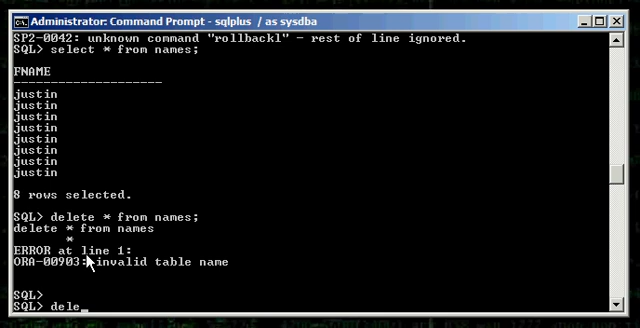 Administrator: Command Prompt - sqlplus / as sysdba
SP2-0042: unknown command "rollbackl" - rest of line ignored.
SQL> select * from names;
FNAME
--------------------
justin
justin
justin
justin
justin
justin
justin
justin
8 rows selected.
SQL> delete * from names;
delete * from names
*
ERROR at line 1:
ORA-00903: invalid table name
SQL>
SQL> dele_